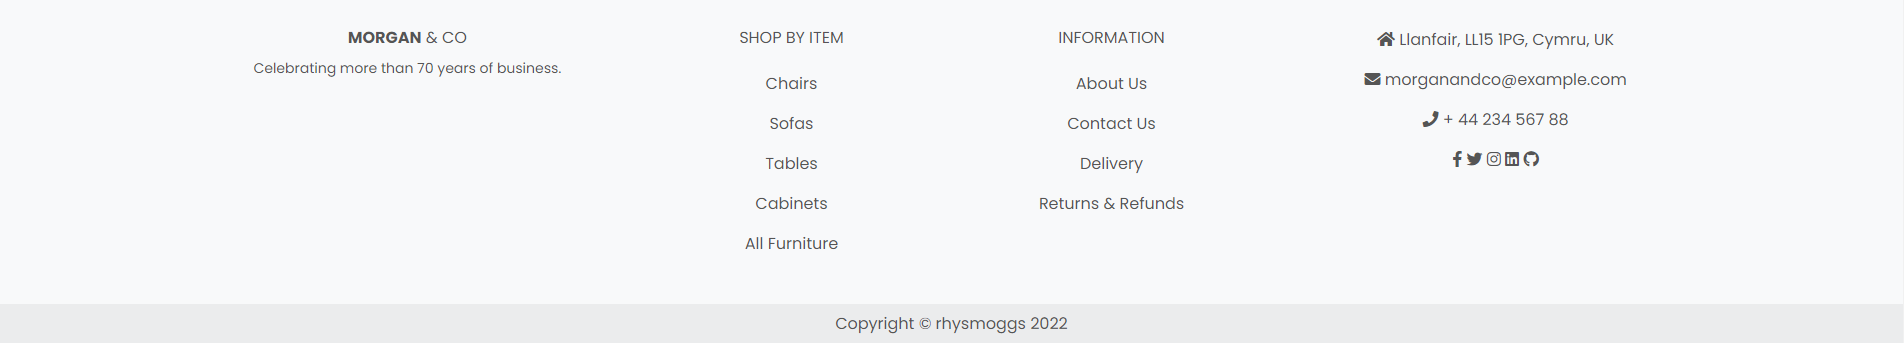 MORGAN & CO
Celebrating more than 70 years of business.
SHOP BY ITEM
Chairs
Sofas
Tables
Cabinets
All Furniture
INFORMATION
About Us
Contact Us
Delivery
Returns & Refunds
Llanfair, LL15 1PG, Cymru, UK
morganandco@example.com
+ 44 234 567 88
Copyright © rhysmoggs 2022